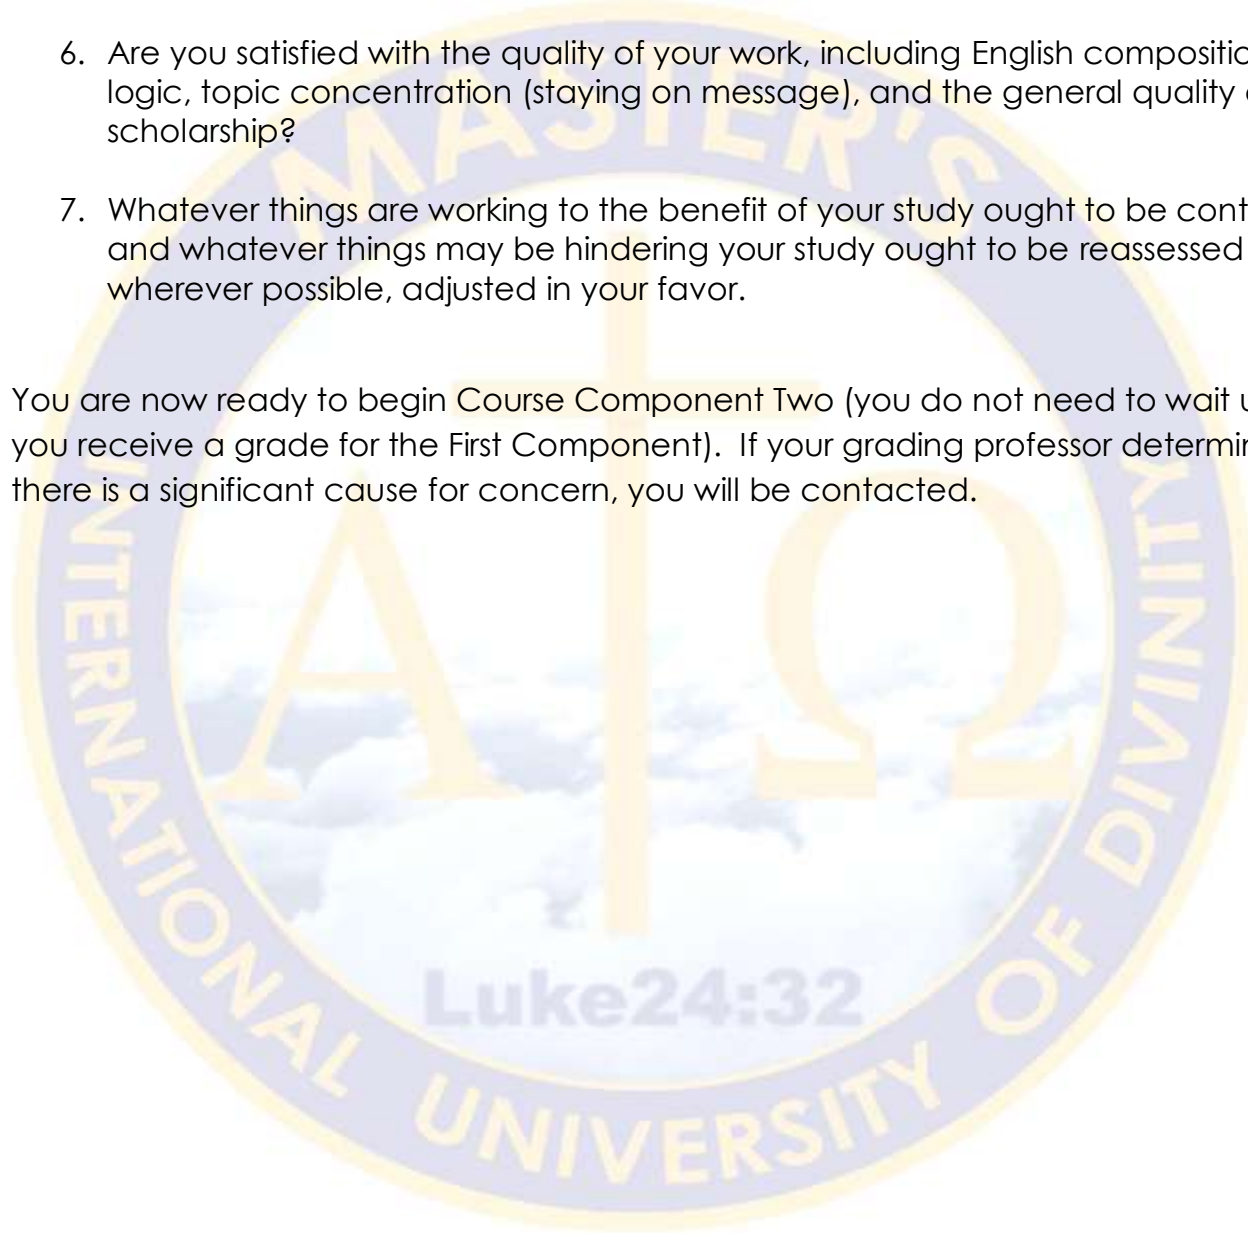 6. Are you satisfied with the quality of your work, including English compositio
logic, topic concentration (staying on message), and the general quality
scholarship?
7. Whatever things are working to the benefit of your study ought to be cont
and whatever things may be hindering your study ought to be reassessed
wherever possible, adjusted in your favor.
You are now ready to begin Course Component Two (you do not need to wait u
you receive a grade for the First Component). If your grading professor determin
there is a significant cause for concern, you will be contacted.
MASTER'S
INTERNATIONAL UNIVERSITY OF DIVINITY
Α Ω
Luke24:32